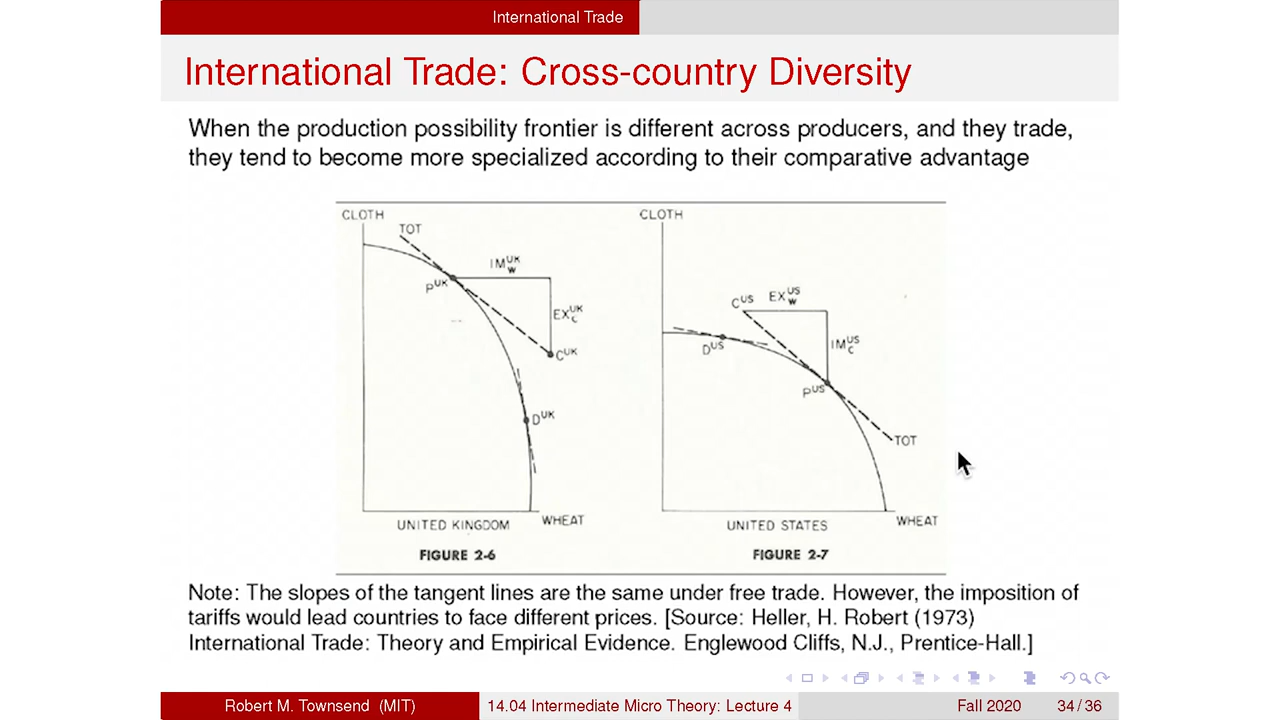 International Trade
International Trade: Cross-country Diversity
When the production possibility frontier is different across producers, and they trade,
they tend to become more specialized according to their comparative advantage
CLOTH
TOT
IM^UK_W
P^UK
EX^UK_C
C^UK
D^UK
WHEAT
UNITED KINGDOM
FIGURE 2-6
CLOTH
C^US
EX^US_W
D^US
IM^US_C
P^US
TOT
WHEAT
UNITED STATES
FIGURE 2-7
Note: The slopes of the tangent lines are the same under free trade. However, the imposition of
tariffs would lead countries to face different prices. [Source: Heller, H. Robert (1973)
International Trade: Theory and Empirical Evidence. Englewood Cliffs, N.J., Prentice-Hall.]
Robert M. Townsend (MIT)
14.04 Intermediate Micro Theory: Lecture 4
Fall 2020
34 / 36